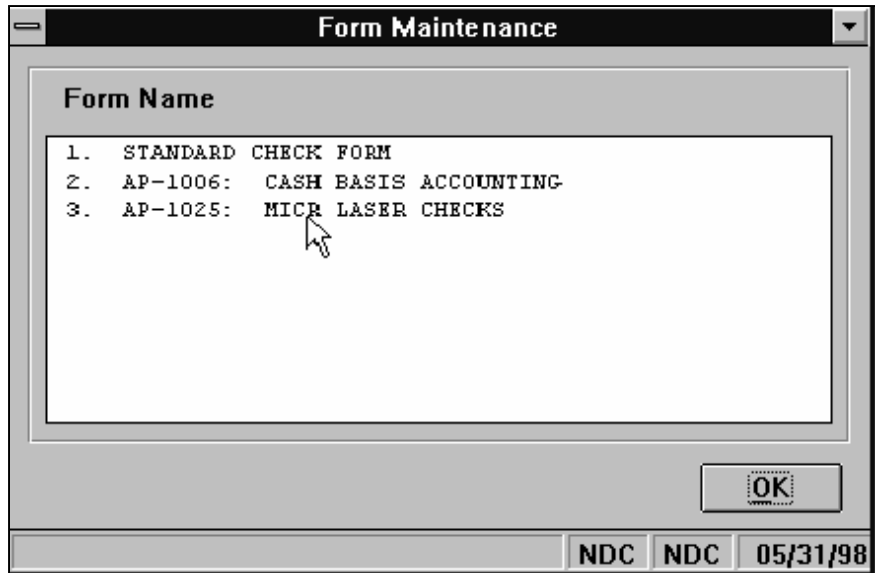 Form Maintenance
Form Name
1. STANDARD CHECK FORM
2. AP-1006: CASH BASIS ACCOUNTING
3. AP-1025: MICR LASER CHECKS
OK
NDC NDC 05/31/98